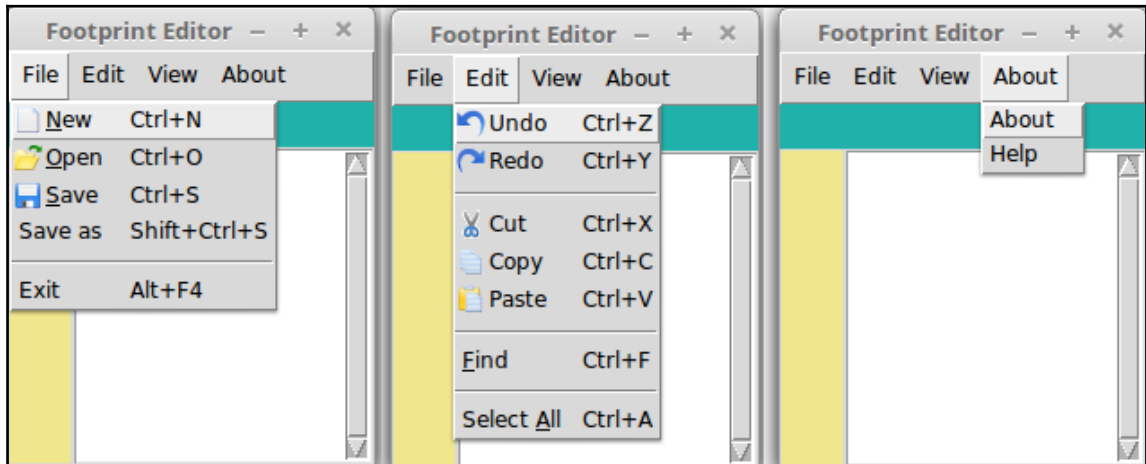 Footprint Editor
File Edit View About
New Ctrl+N
Open Ctrl+O
Save Ctrl+S
Save as Shift+Ctrl+S
Exit Alt+F4
Footprint Editor
File Edit View About
Undo Ctrl+Z
Redo Ctrl+Y
Cut Ctrl+X
Copy Ctrl+C
Paste Ctrl+V
Find Ctrl+F
Select All Ctrl+A
Footprint Editor
File Edit View About
About
Help